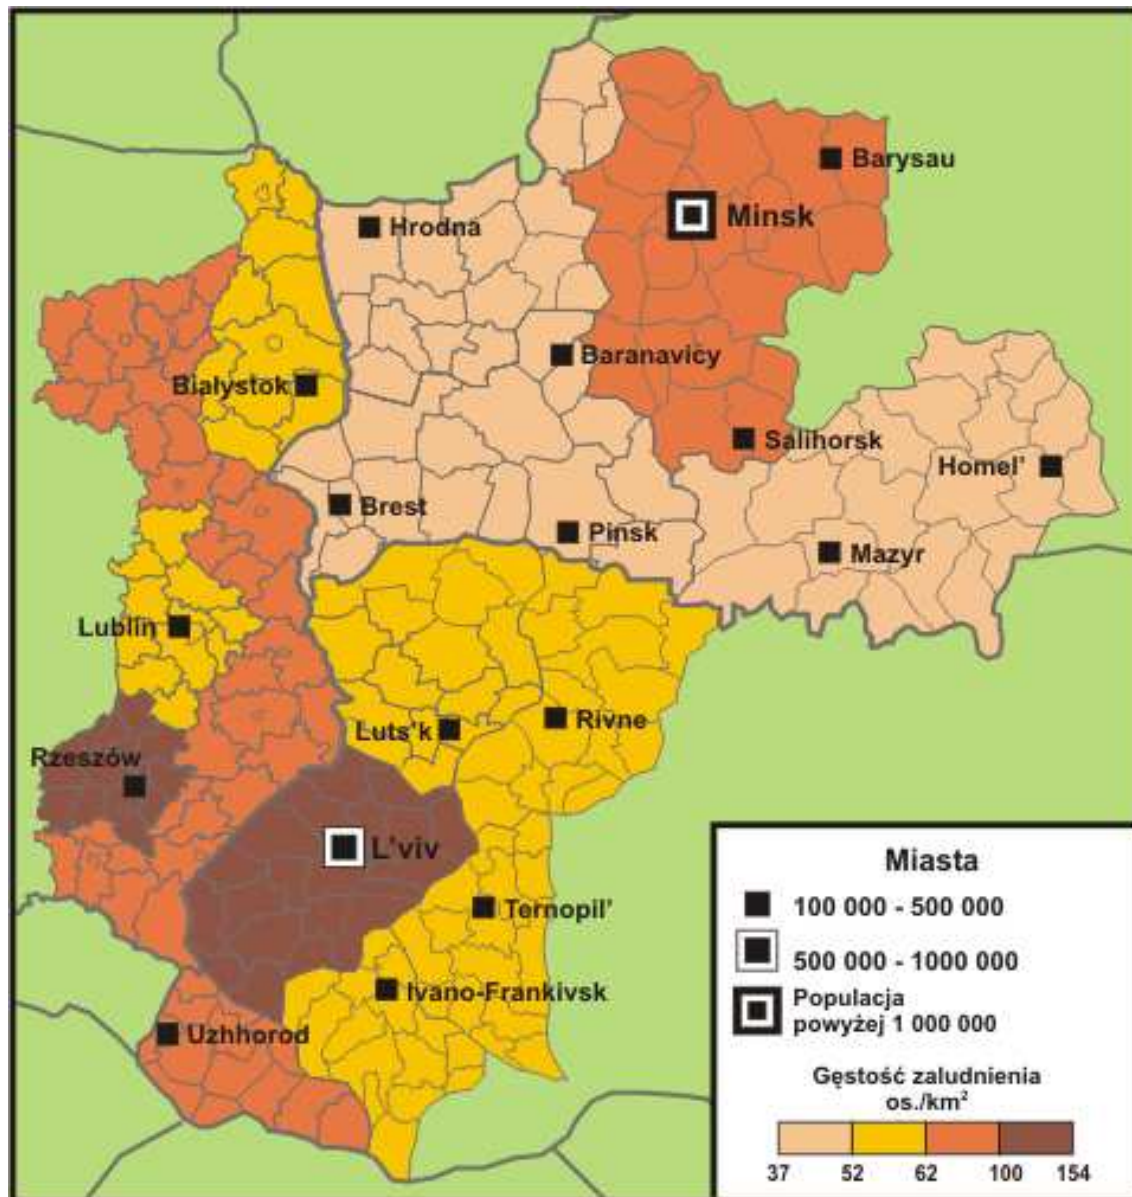 Barysau
Minsk
Hrodna
Baranavicy
Białystok
Salihorsk
Homel'
Brest
Pinsk
Mazyr
Lublin
Luts'k
Rivne
Rzeszów
L'viv
Ternopil'
Ivano-Frankivsk
Uzhhorod
Miasta
100 000 - 500 000
500 000 - 1000 000
Populacja
powyżej 1 000 000
Gęstość zaludnienia
os./km²
37 52 62 100 154